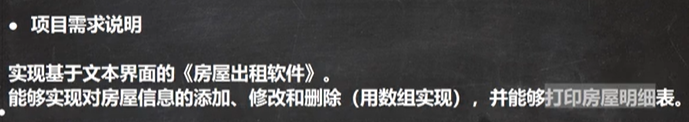 ● 项目需求说明
实现基于文本界面的《房屋出租软件》。
能够实现对房屋信息的添加、修改和删除（用数组实现），并能够打印房屋明细表。